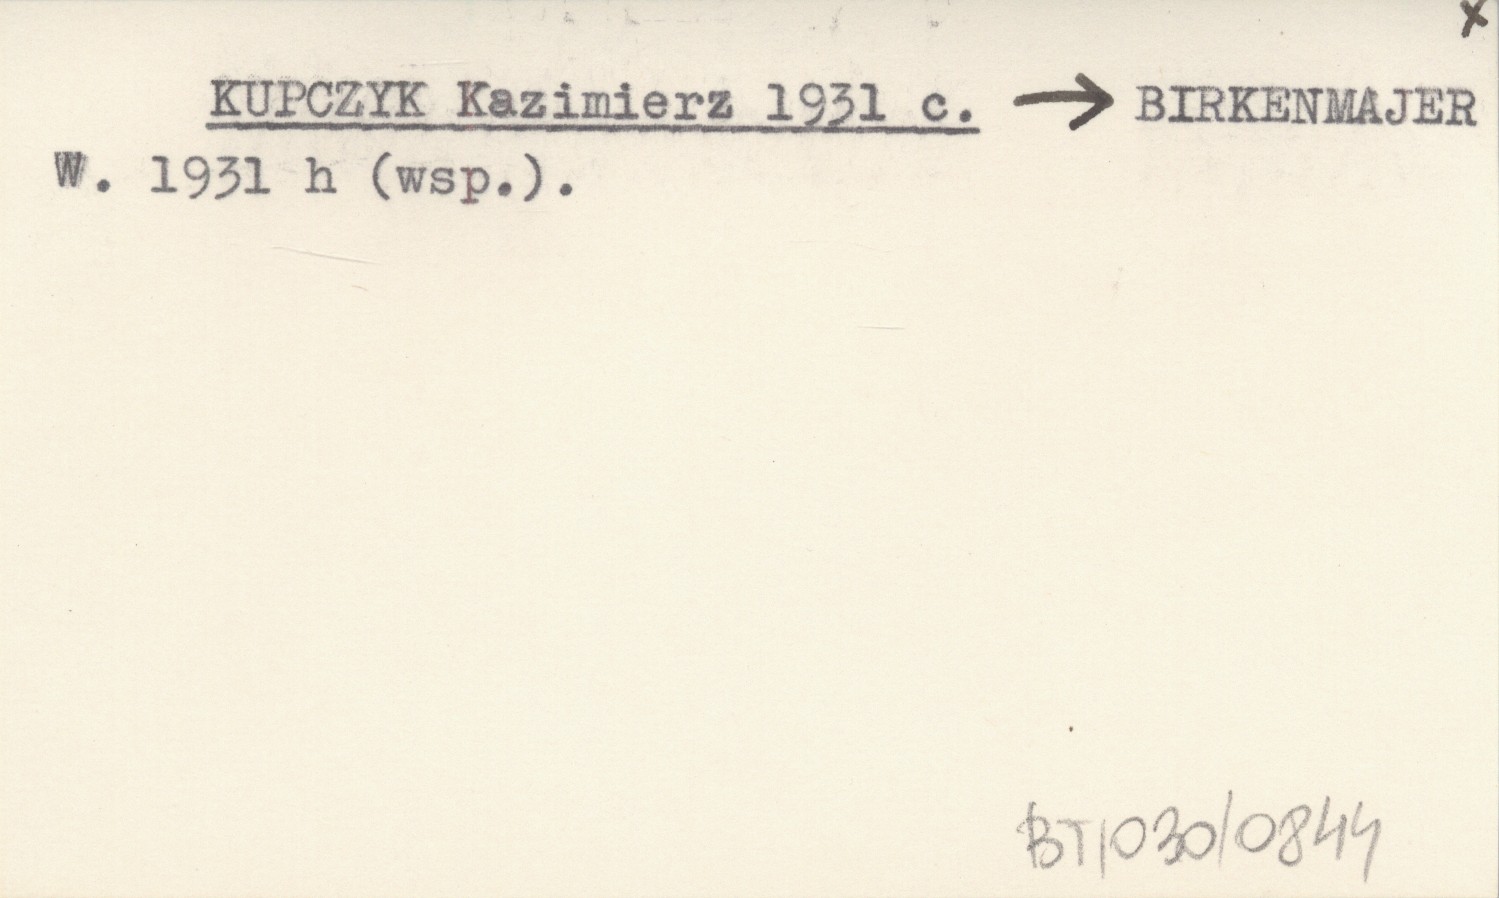 x
KUPCZYK Kazimierz 1931 c. → BIRKENMAJER
W. 1931 h (wsp.).
BT/030/0844